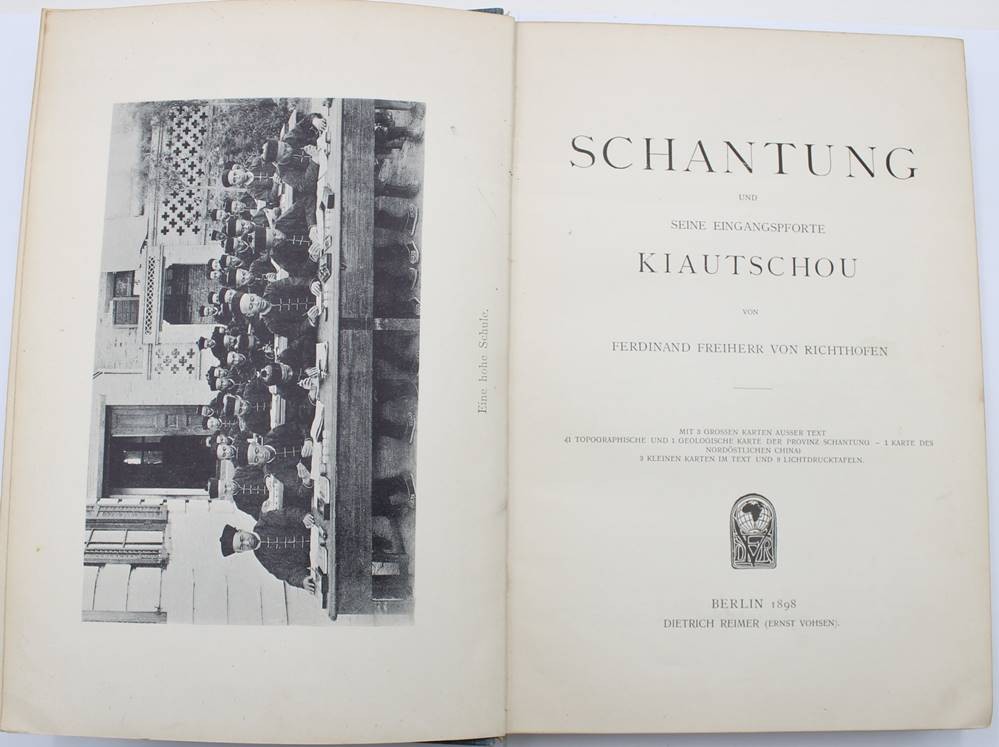 Eine hohe Schule.
SCHANTUNG
UND
SEINE EINGANGSPFORTE
KIAUTSCHOU
VON
FERDINAND FREIHERR VON RICHTHOFEN
MIT 3 GROSSEN KARTEN AUSSER TEXT
(1 TOPOGRAPHISCHE UND 1 GEOLOGISCHE KARTE DER PROVINZ SCHANTUNG – 1 KARTE DES
NORDÖSTLICHEN CHINA)
3 KLEINEN KARTEN IM TEXT UND 9 LICHTDRUCKTAFELN.
DREV
BERLIN 1898
DIETRICH REIMER (ERNST VOHSEN).